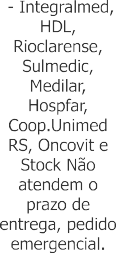 - Integralmed,
HDL,
Rioclarense,
Sulmedic,
Medilar,
Hospfar,
Coop.Unimed
RS, Oncovit e
Stock Não
atendem o
prazo de
entrega, pedido
emergencial.